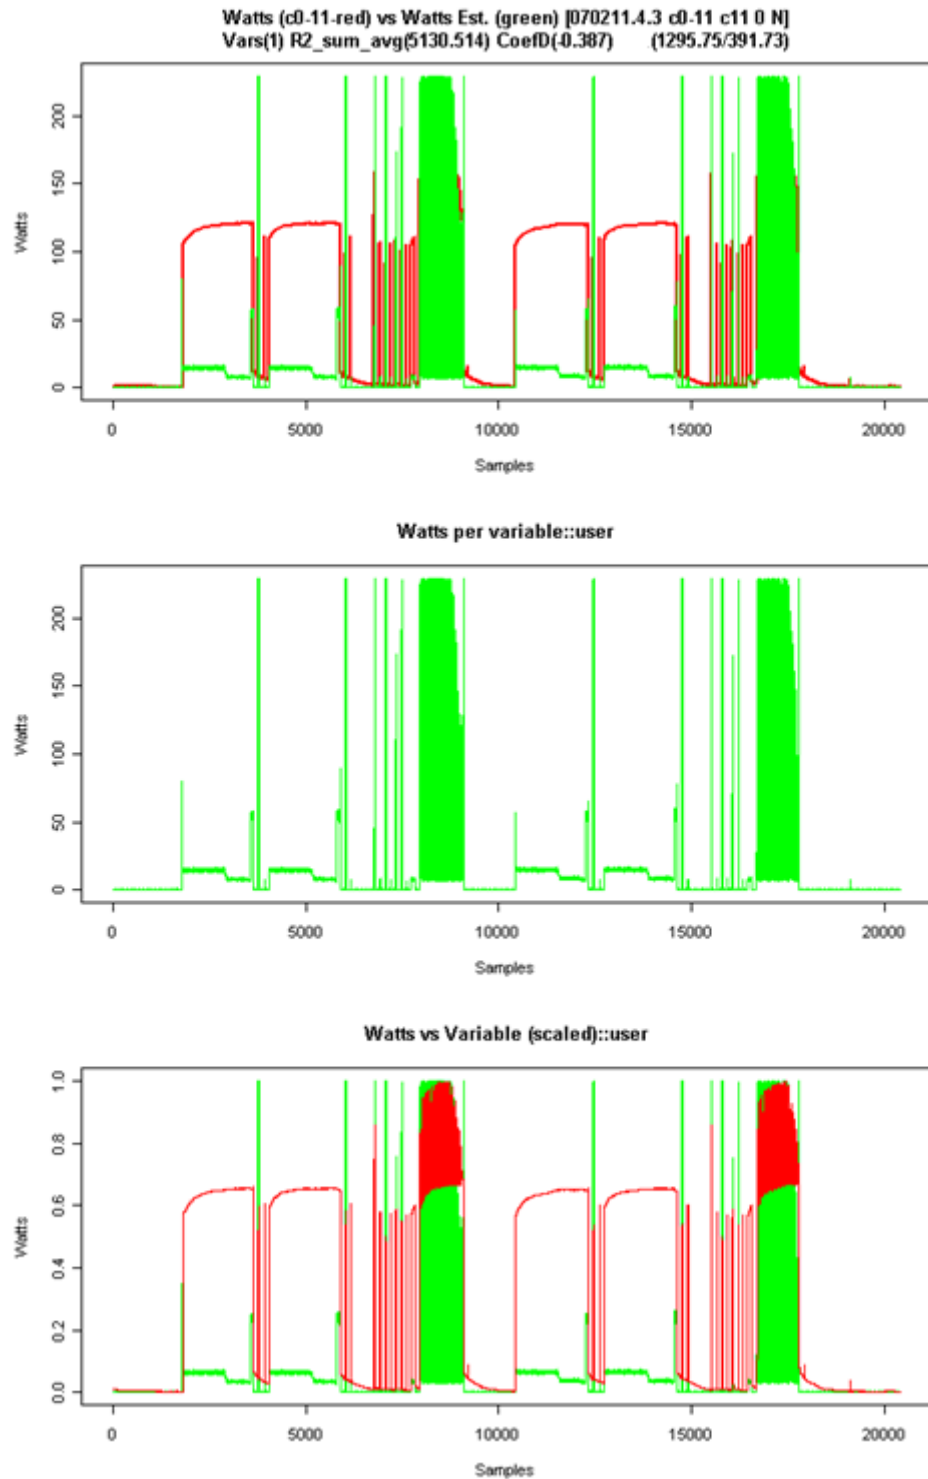 Watts (c0-11-red) vs Watts Est. (green) [070211.4.3 c0-11 c11 0 N]
Vars(1) R2_sum_avg(5130.514) CoefD(-0.387) (1295.75/391.73)
Watts
200
150
100
50
0
0 5000 10000 15000 20000
Samples
Watts per variable::user
Watts
200
150
100
50
0
0 5000 10000 15000 20000
Samples
Watts vs Variable (scaled)::user
Watts
1.0
0.8
0.6
0.4
0.2
0.0
0 5000 10000 15000 20000
Samples